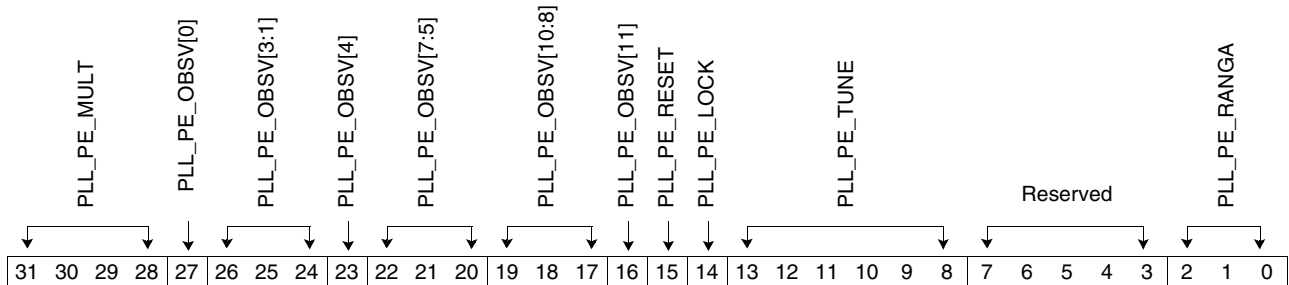 PLL_PE_MULT
PLL_PE_OBSV[0]
PLL_PE_OBSV[3:1]
PLL_PE_OBSV[4]
PLL_PE_OBSV[7:5]
PLL_PE_OBSV[10:8]
PLL_PE_OBSV[11]
PLL_PE_RESET
PLL_PE_LOCK
PLL_PE_TUNE
Reserved
PLL_PE_RANGA
31 30 29 28 27 26 25 24 23 22 21 20 19 18 17 16 15 14 13 12 11 10 9 8 7 6 5 4 3 2 1 0